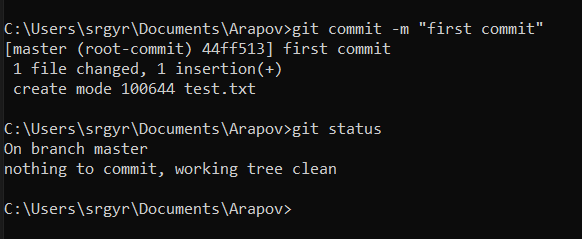 C:\Users\srgyr\Documents\Arapov>git commit -m "first commit"
[master (root-commit) 44ff513] first commit
 1 file changed, 1 insertion(+)
 create mode 100644 test.txt
C:\Users\srgyr\Documents\Arapov>git status
On branch master
nothing to commit, working tree clean
C:\Users\srgyr\Documents\Arapov>